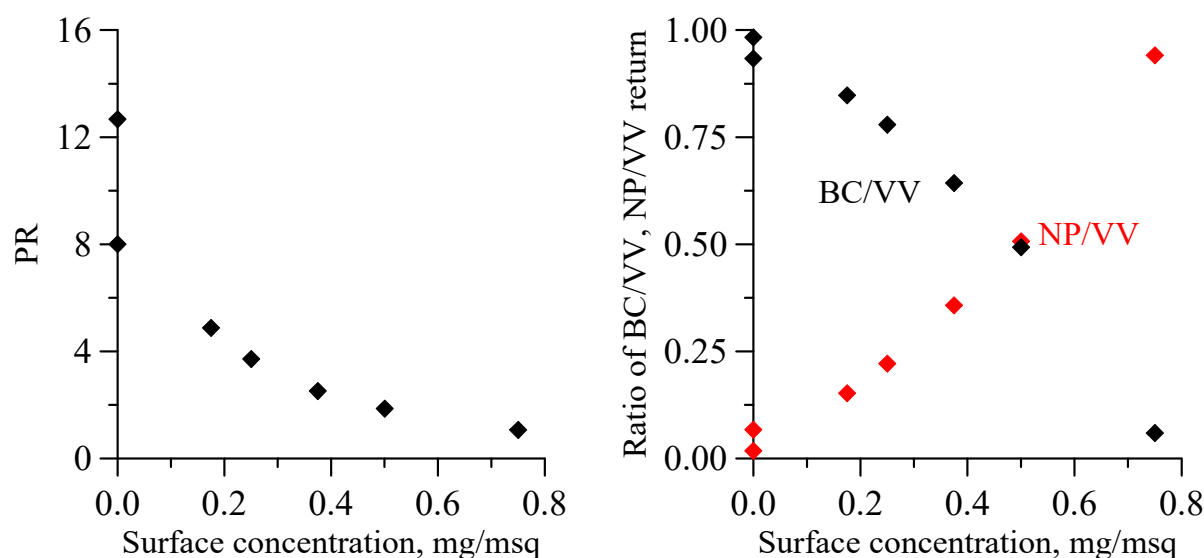 16
12
8
4
0
PR
0.0 0.2 0.4 0.6 0.8
Surface concentration, mg/msq
1.00
0.75
0.50
0.25
0.00
Ratio of BC/VV, NP/VV return
BC/VV
NP/VV
0.0 0.2 0.4 0.6 0.8
Surface concentration, mg/msq